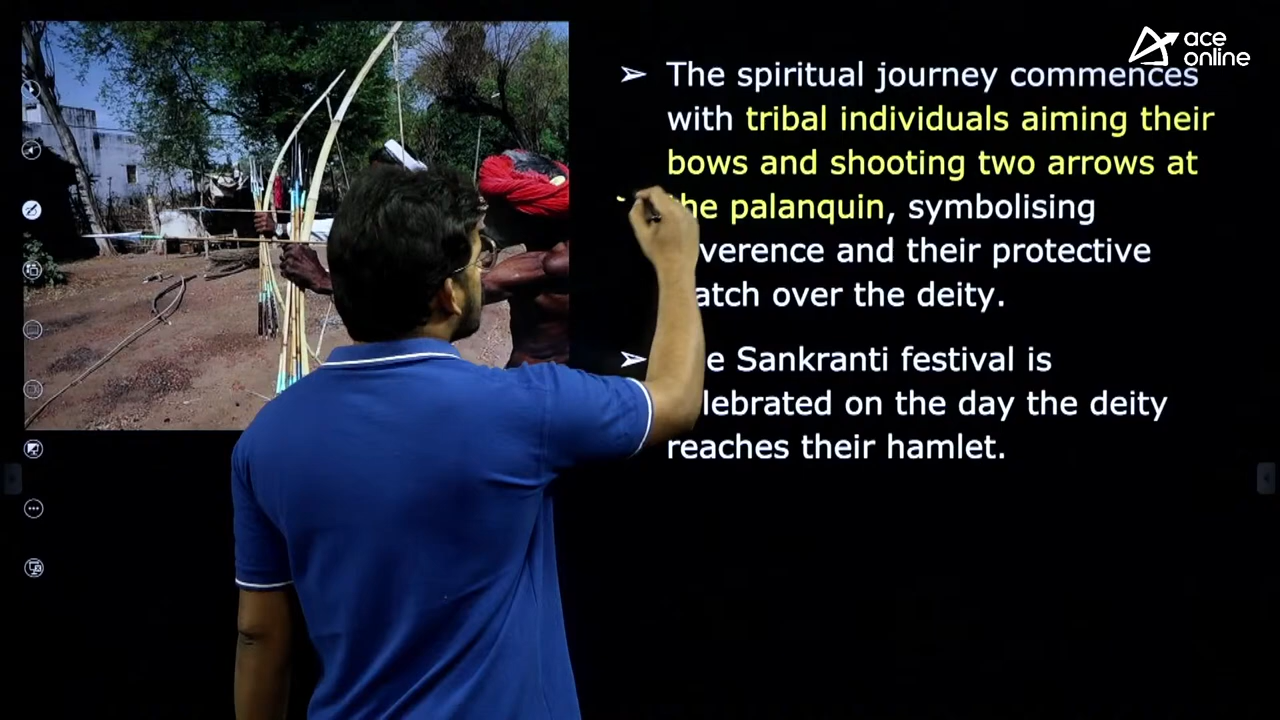 ace
online
➢ The spiritual journey commences
with tribal individuals aiming their
bows and shooting two arrows at
the palanquin, symbolising
and their protective
over the deity.
➢ Sankranti festival is
on the day the deity
reaches their hamlet.